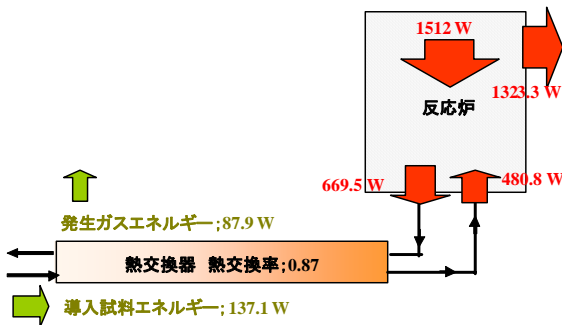 1512 W
1323.3 W
反応炉
669.5 W
480.8 W
発生ガスエネルギー;87.9 W
熱交換器 熱交換率;0.87
導入試料エネルギー;137.1 W